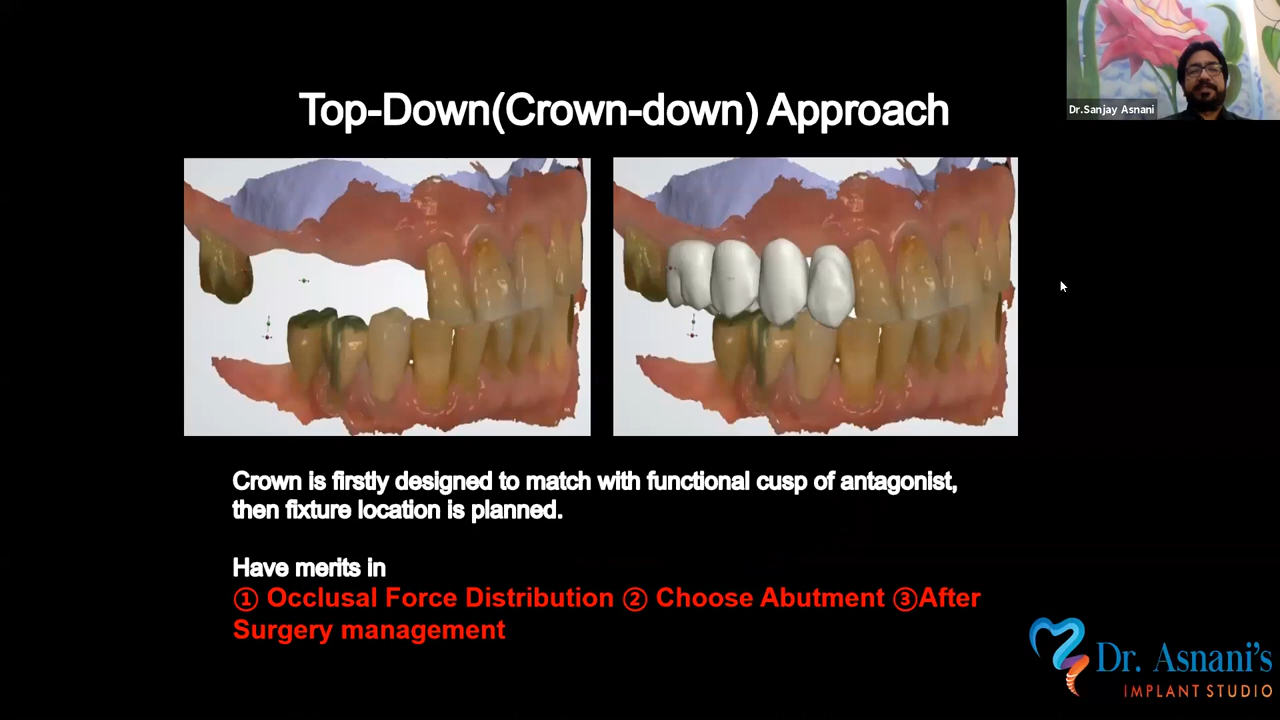 Dr.Sanjay Asnani
Top-Down(Crown-down) Approach
Crown is firstly designed to match with functional cusp of antagonist,
then fixture location is planned.
Have merits in
① Occlusal Force Distribution ② Choose Abutment ③After
Surgery management
Dr. Asnani's
IMPLANT STUDIO